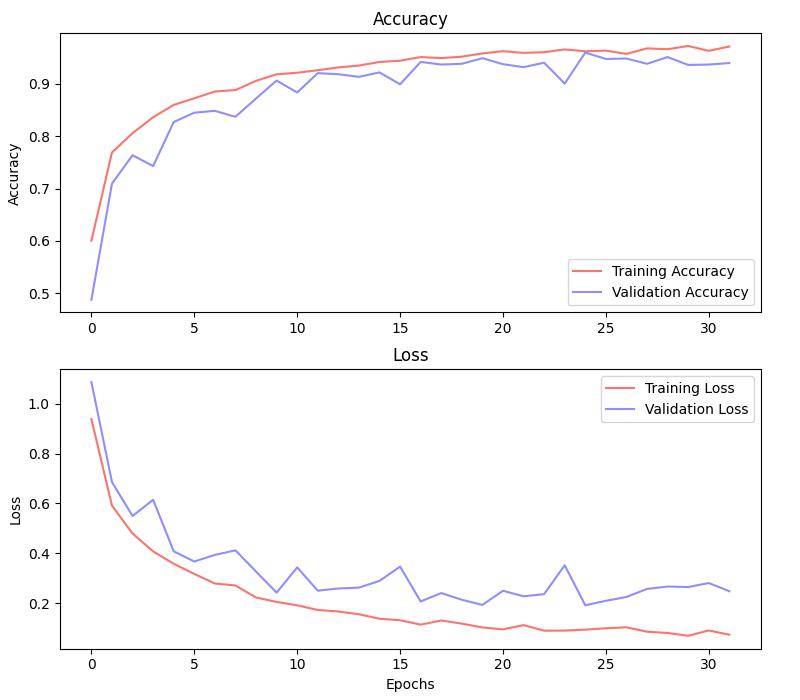 Accuracy
Accuracy
0.9
0.8
0.7
0.6
0.5
Training Accuracy
Validation Accuracy
0 5 10 15 20 25 30
Loss
Loss
1.0
0.8
0.6
0.4
0.2
Training Loss
Validation Loss
0 5 10 15 20 25 30
Epochs